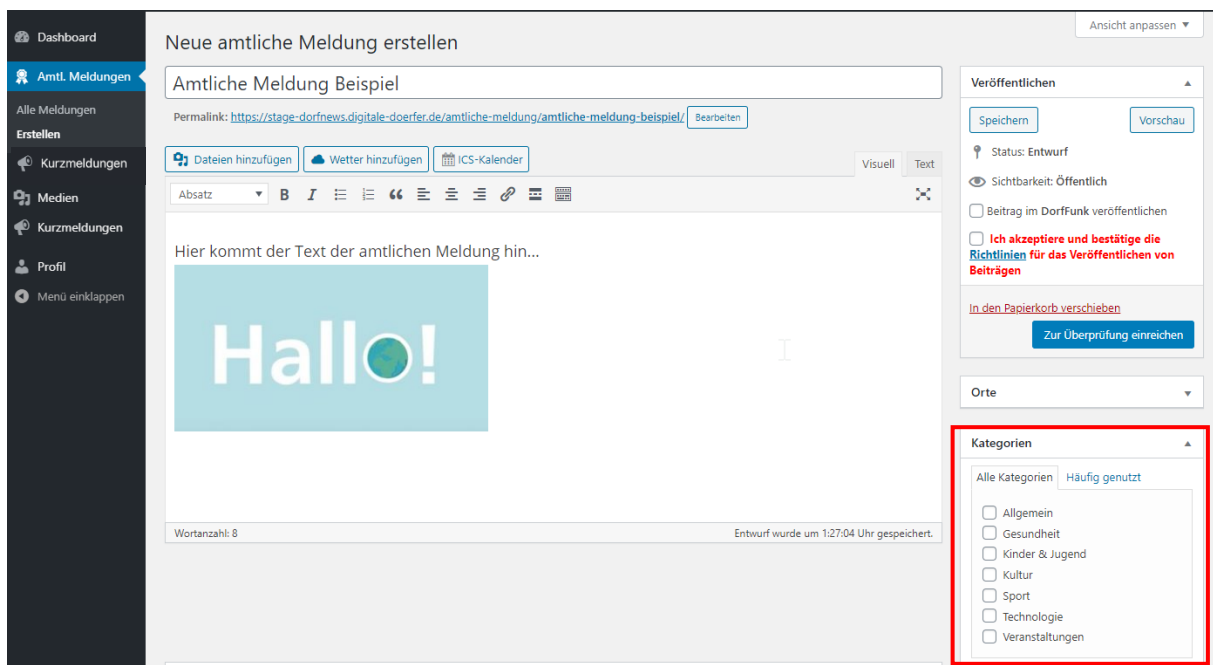 Ansicht anpassen ▼
Dashboard
Amtl. Meldungen
Alle Meldungen
Erstellen
Kurzmeldungen
Medien
Kurzmeldungen
Profil
Menü einklappen
Neue amtliche Meldung erstellen
Amtliche Meldung Beispiel
Permalink: https://stage-dorfnews.digitale-doerfer.de/amtliche-meldung/amtliche-meldung-beispiel/ Bearbeiten
Dateien hinzufügen Wetter hinzufügen ICS-Kalender
Visuell Text
Absatz ▼ B I
Hier kommt der Text der amtlichen Meldung hin...
Hallo!
Wortanzahl: 8
Entwurf wurde um 1:27:04 Uhr gespeichert.
Veröffentlichen
Speichern Vorschau
Status: Entwurf
Sichtbarkeit: Öffentlich
Beitrag im DorfFunk veröffentlichen
Ich akzeptiere und bestätige die
Richtlinien für das Veröffentlichen von
Beiträgen
In den Papierkorb verschieben
Zur Überprüfung einreichen
Orte
Kategorien
Alle Kategorien Häufig genutzt
Allgemein
Gesundheit
Kinder & Jugend
Kultur
Sport
Technologie
Veranstaltungen